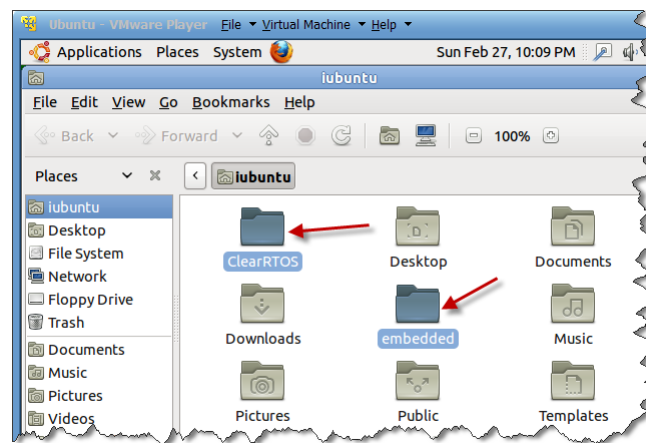 Ubuntu - VMware Player File Virtual Machine Help
Applications Places System Sun Feb 27, 10:09 PM
iubuntu
File Edit View Go Bookmarks Help
Back Forward 100%
Places iubuntu
iubuntu
Desktop
File System
Network
Floppy Drive
Trash
Documents
Music
Pictures
Videos
ClearRTOS Desktop Documents
Downloads embedded Music
Pictures Public Templates